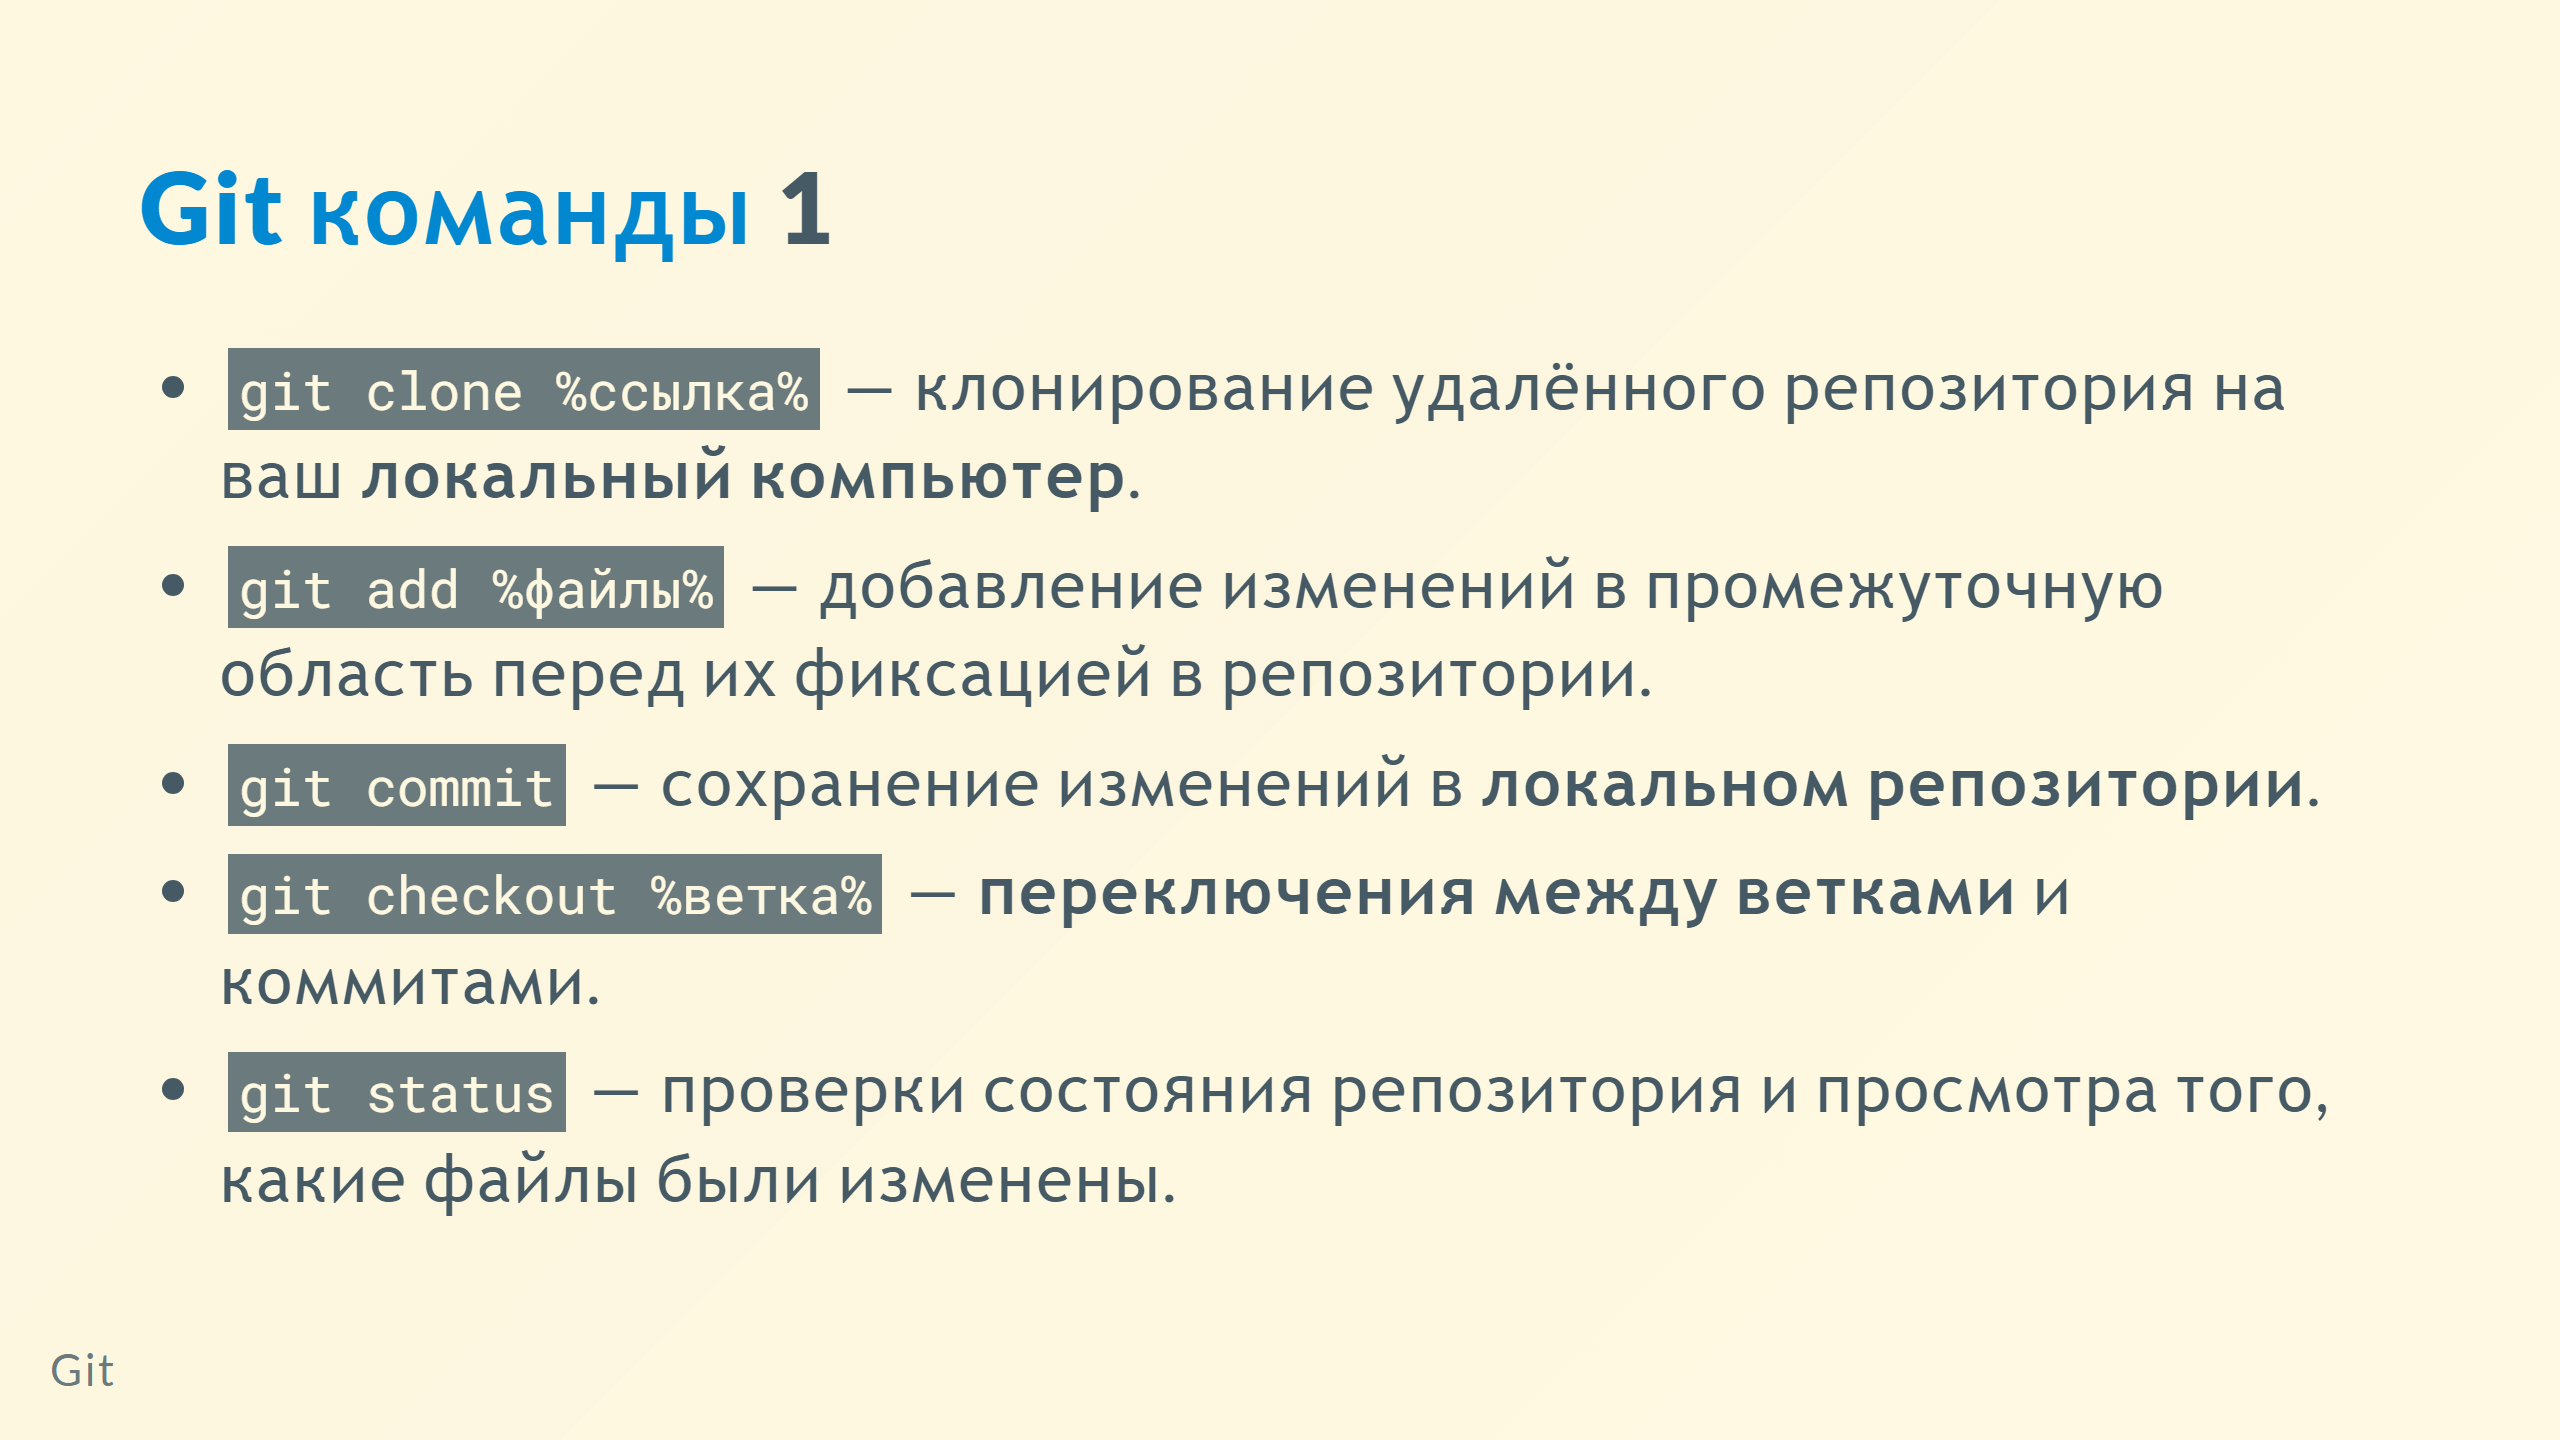 Git команды 1
• git clone %ссылка% — клонирование удалённого репозитория на
ваш локальный компьютер.
• git add %файлы% — добавление изменений в промежуточную
область перед их фиксацией в репозитории.
• git commit — сохранение изменений в локальном репозитории.
• git checkout %ветка% — переключения между ветками и
коммитами.
• git status — проверки состояния репозитория и просмотра того,
какие файлы были изменены.
Git